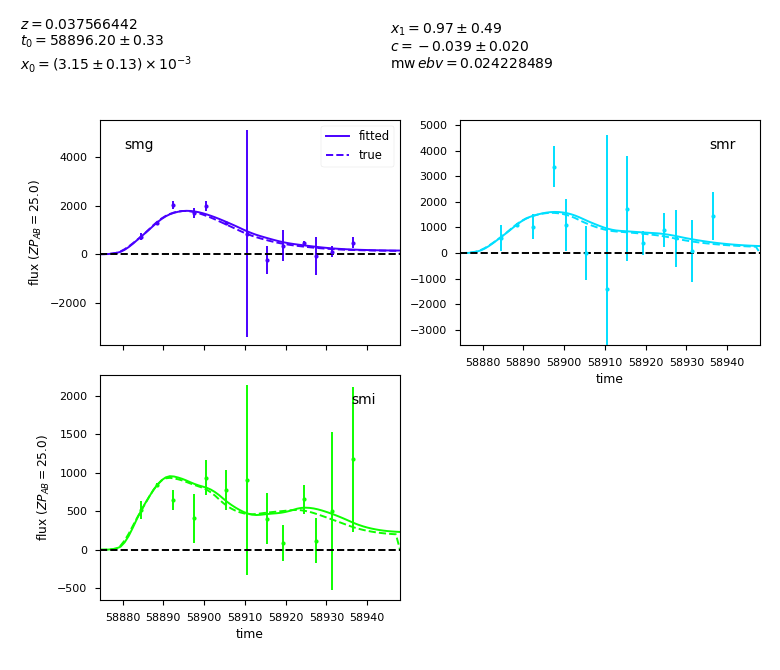 z = 0.037566442
t₀ = 58896.20 ± 0.33
x₀ = (3.15 ± 0.13) × 10⁻³
x₁ = 0.97 ± 0.49
c = −0.039 ± 0.020
mw ebv = 0.024228489
smg
fitted
true
4000
2000
0
−2000
flux (ZP_AB = 25.0)
smr
5000
4000
3000
2000
1000
0
−1000
−2000
−3000
58880 58890 58900 58910 58920 58930 58940
time
smi
2000
1500
1000
500
0
−500
flux (ZP_AB = 25.0)
58880 58890 58900 58910 58920 58930 58940
time